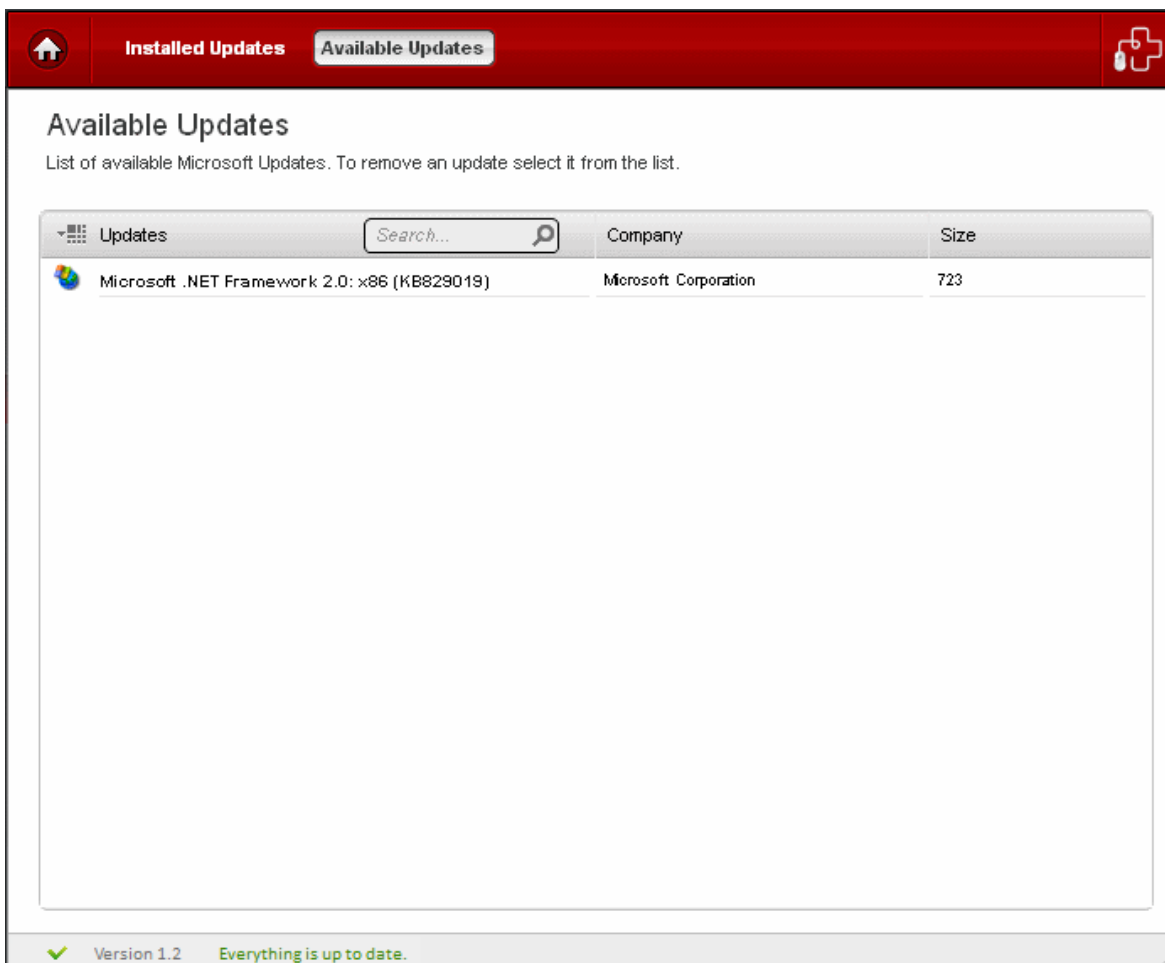 Installed Updates Available Updates
Available Updates
List of available Microsoft Updates. To remove an update select it from the list.
Updates Search... Company Size
Microsoft .NET Framework 2.0: x86 (KB829019) Microsoft Corporation 723
Version 1.2 Everything is up to date.